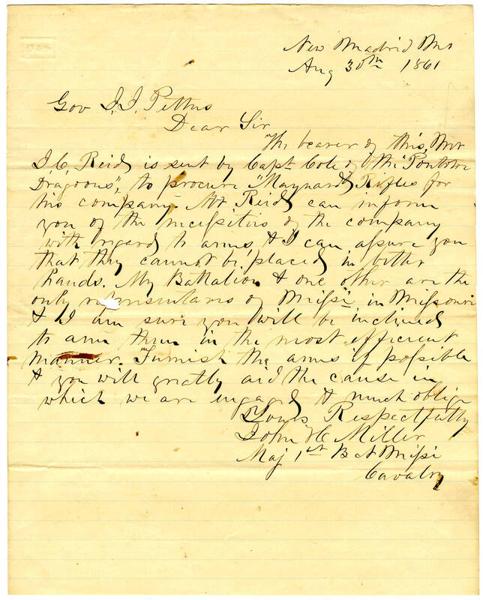 New Madrid Mo
Aug 30th 1861
Gov J. J. Pettus
Dear Sir
The bearer of this, Mr
J. C. Reid, is sent by Capt Cole of the "Pontotoc
Dragoons", to procure "Maynard Rifles for
his company. Mr Reid can inform
you of the necessities of the company
with regard to arms, & I can assure you
that they cannot be placed in better
hands. My Battalion & one other are the
only representatives of Missi in Missouri
& I am sure you will be inclined
to arm them in the most efficient
manner. Furnish the arms if possible
& you will greatly aid the cause in
which we are engaged & much oblige
Yours Respectfully
John H Miller
Maj 1st Bat Missi
Cavalry